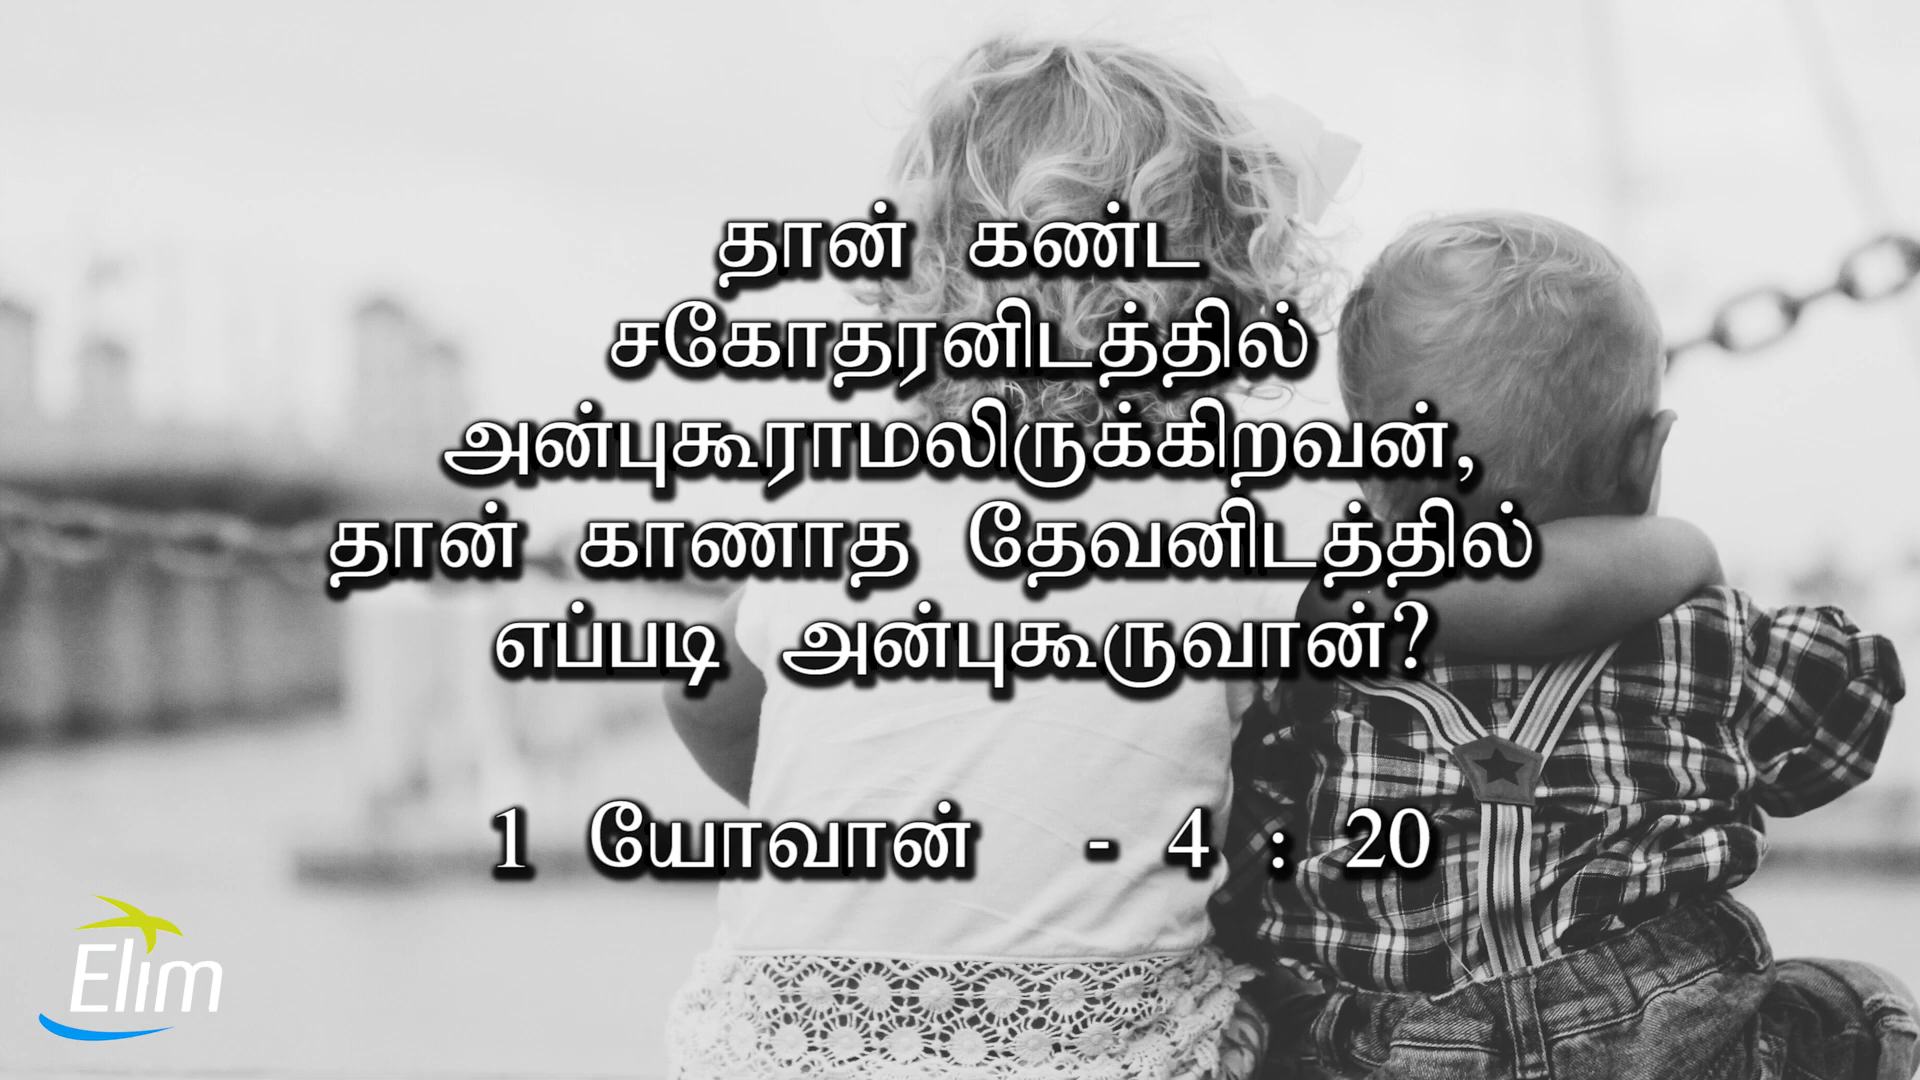 தான் கண்ட
சகோதரனிடத்தில்
அன்புகூராமலிருக்கிறவன்,
தான் காணாத தேவனிடத்தில்
எப்படி அன்புகூருவான்?
1 யோவான் - 4 : 20
Elim